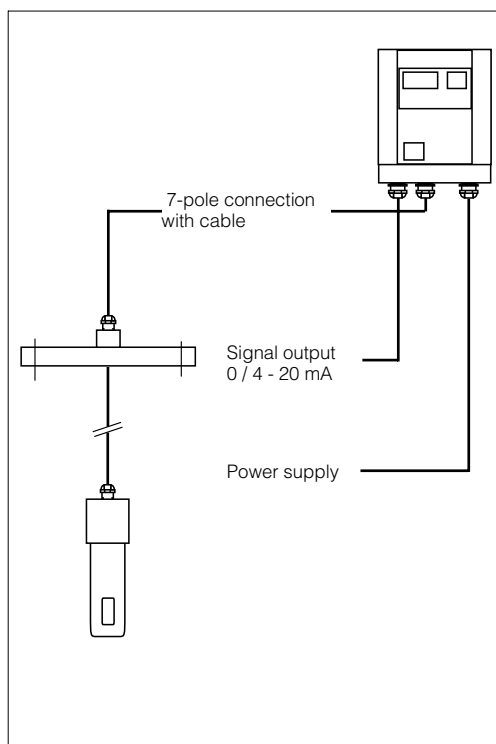 7-pole connection
with cable
Signal output
0 / 4 - 20 mA
Power supply